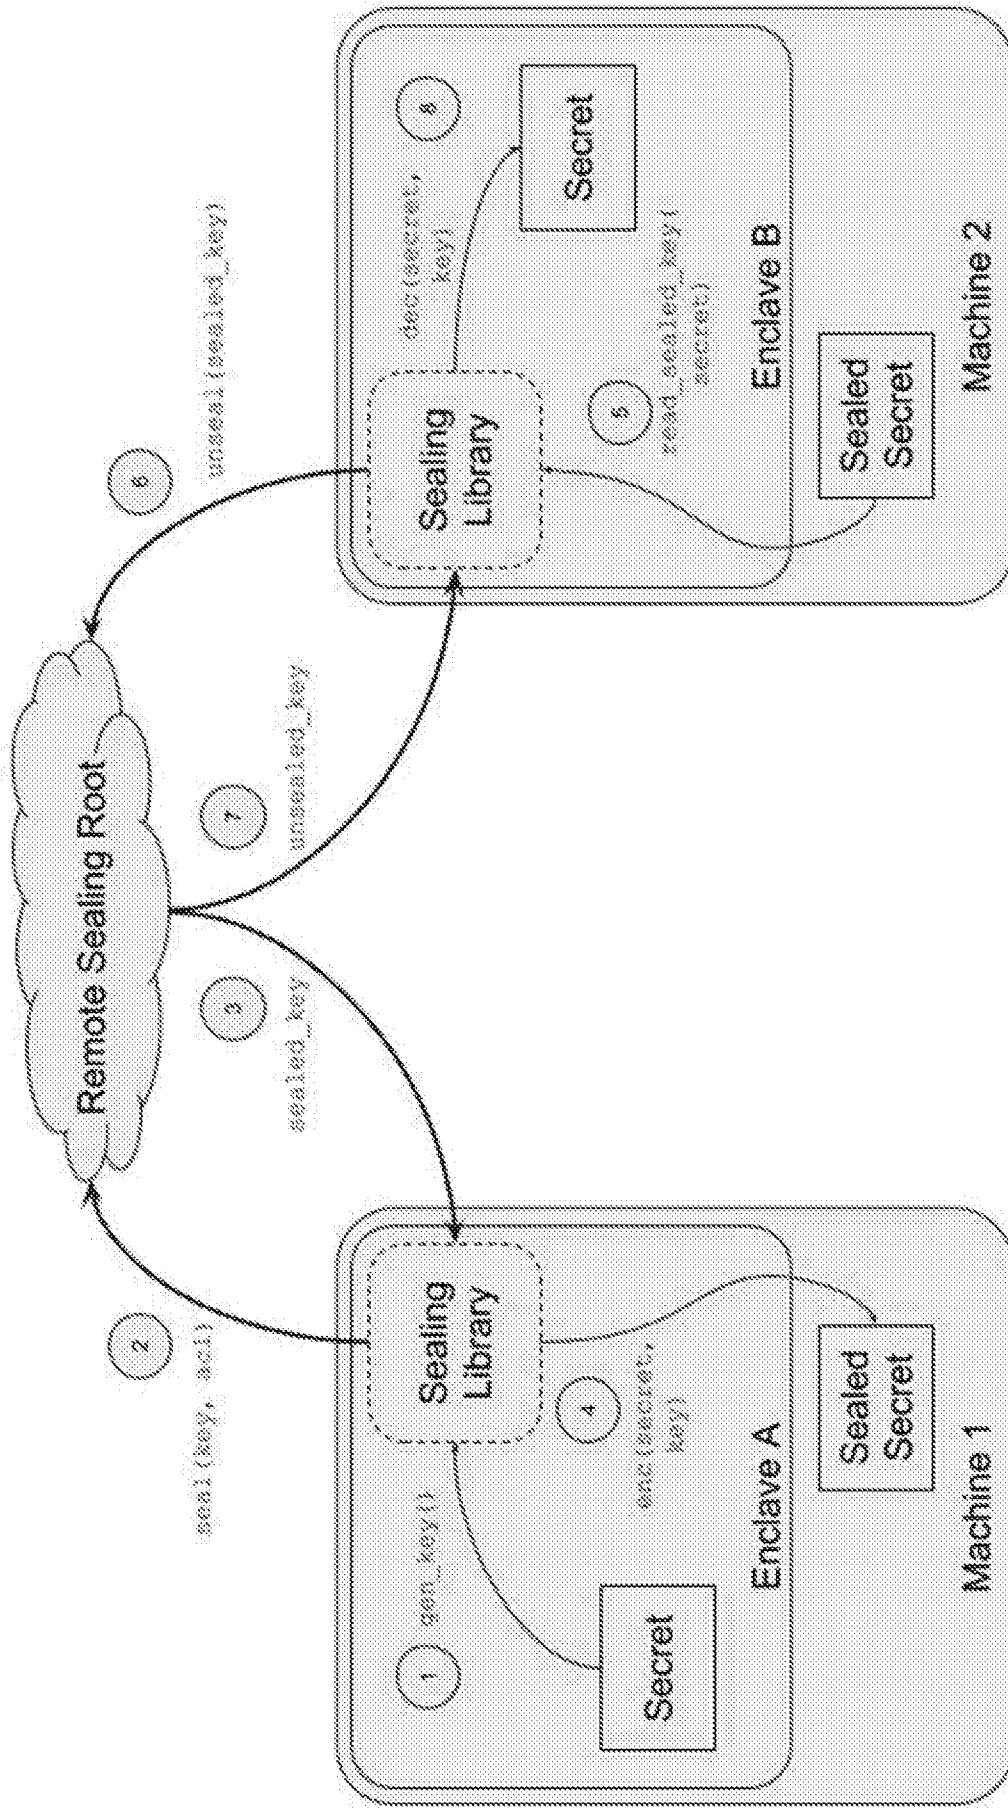 Remote Sealing Root
2
seal(key, acl)
3
sealed_key
7
unsealed_key
6
unseal(sealed_key)
1
gen_key()
Secret
Sealing
Library
4
enc(secret,
key)
Enclave A
Sealed
Secret
Machine 1
Sealing
Library
dec(secret,
key)
8
Secret
5
read_sealed_key(
secret)
Enclave B
Sealed
Secret
Machine 2